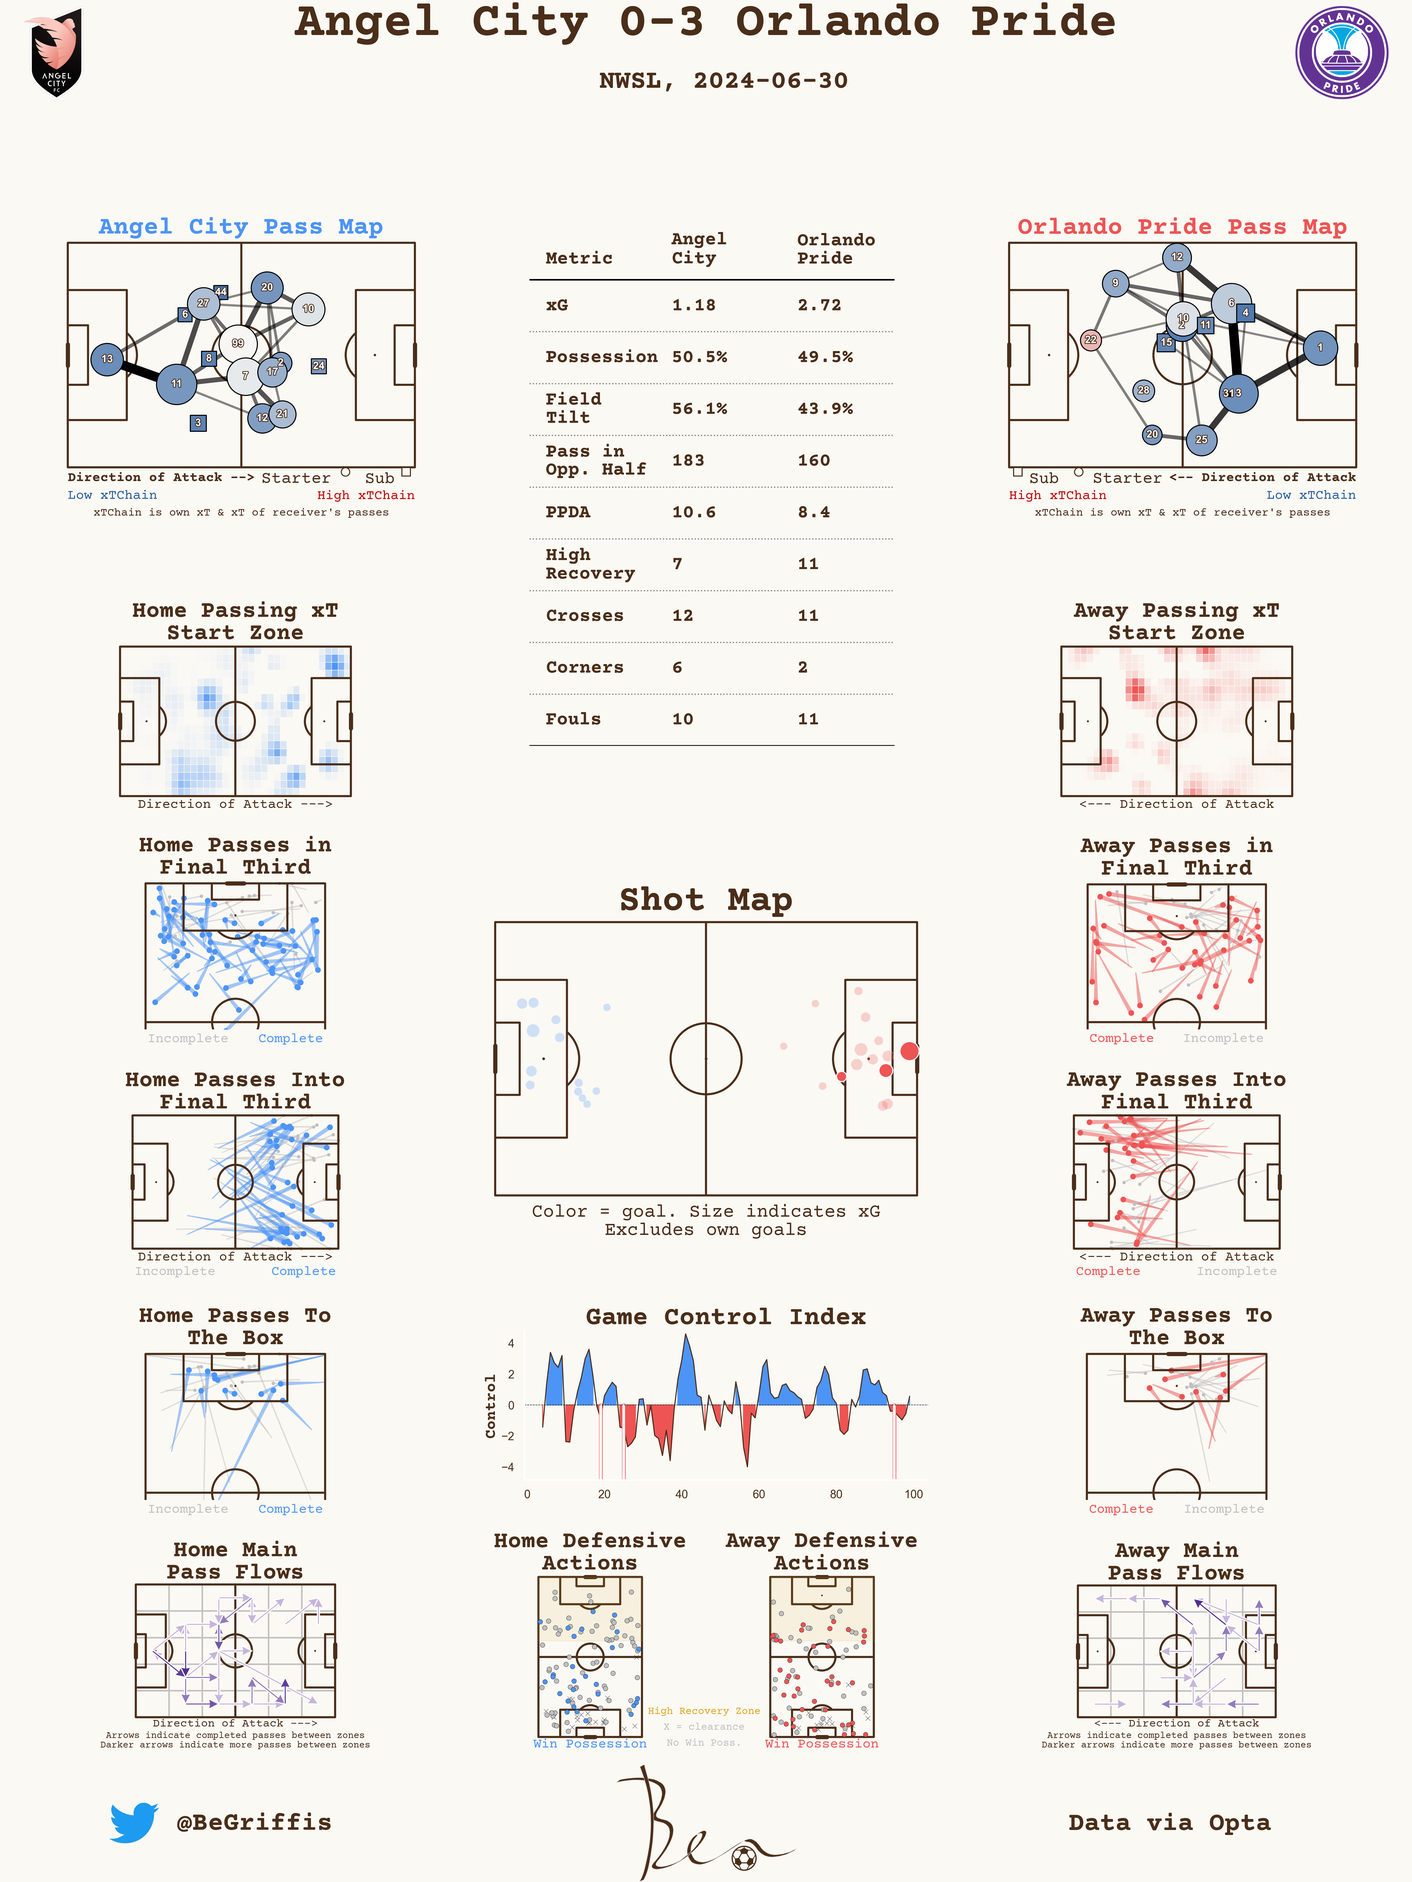 Angel City 0-3 Orlando Pride
NWSL, 2024-06-30
ANGEL
CITY
FC
ORLANDO
PRIDE
Angel City Pass Map
44
20
27
10
6
99
13
8
2
24
17
11
7
12
21
3
Direction of Attack --> Starter Sub
Low xTChain High xTChain
xTChain is own xT & xT of receiver's passes
Metric Angel City Orlando Pride
xG 1.18 2.72
Possession 50.5% 49.5%
Field Tilt 56.1% 43.9%
Pass in Opp. Half 183 160
PPDA 10.6 8.4
High Recovery 7 11
Crosses 12 11
Corners 6 2
Fouls 10 11
Orlando Pride Pass Map
12
9
6
4
10
2
11
22
15
1
28
3113
20
25
Sub Starter <-- Direction of Attack
High xTChain Low xTChain
xTChain is own xT & xT of receiver's passes
Home Passing xT
Start Zone
Direction of Attack --->
Away Passing xT
Start Zone
<--- Direction of Attack
Home Passes in
Final Third
Incomplete Complete
Away Passes in
Final Third
Complete Incomplete
Shot Map
Color = goal. Size indicates xG
Excludes own goals
Home Passes Into
Final Third
Direction of Attack --->
Incomplete Complete
Away Passes Into
Final Third
<--- Direction of Attack
Complete Incomplete
Home Passes To
The Box
Incomplete Complete
Game Control Index
Control
4
2
0
−2
−4
0 20 40 60 80 100
Away Passes To
The Box
Complete Incomplete
Home Main
Pass Flows
Direction of Attack --->
Arrows indicate completed passes between zones
Darker arrows indicate more passes between zones
Home Defensive
Actions
Win Possession
Away Defensive
Actions
Win Possession
High Recovery Zone
X = clearance
No Win Poss.
Away Main
Pass Flows
<--- Direction of Attack
Arrows indicate completed passes between zones
Darker arrows indicate more passes between zones
@BeGriffis
Ben
Data via Opta